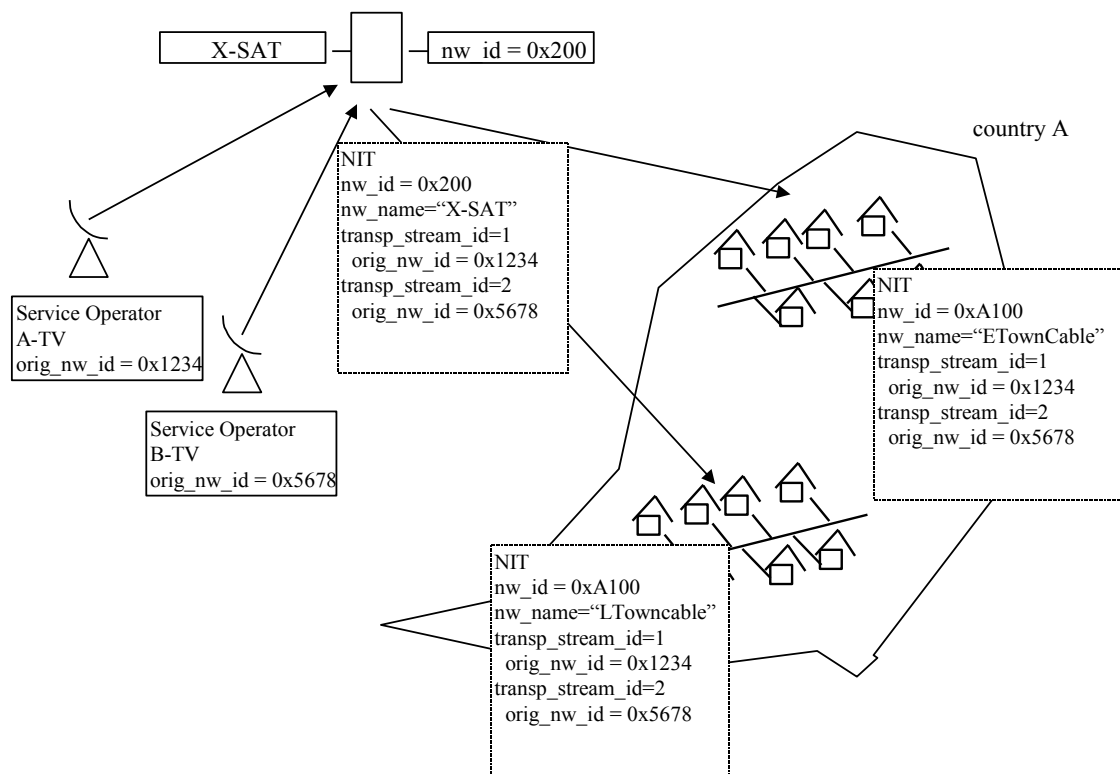 X-SAT
nw_id = 0x200
country A
NIT
nw_id = 0x200
nw_name=“X-SAT”
transp_stream_id=1
orig_nw_id = 0x1234
transp_stream_id=2
orig_nw_id = 0x5678
Service Operator
A-TV
orig_nw_id = 0x1234
Service Operator
B-TV
orig_nw_id = 0x5678
NIT
nw_id = 0xA100
nw_name=“ETownCable”
transp_stream_id=1
orig_nw_id = 0x1234
transp_stream_id=2
orig_nw_id = 0x5678
NIT
nw_id = 0xA100
nw_name=“LTowncable”
transp_stream_id=1
orig_nw_id = 0x1234
transp_stream_id=2
orig_nw_id = 0x5678